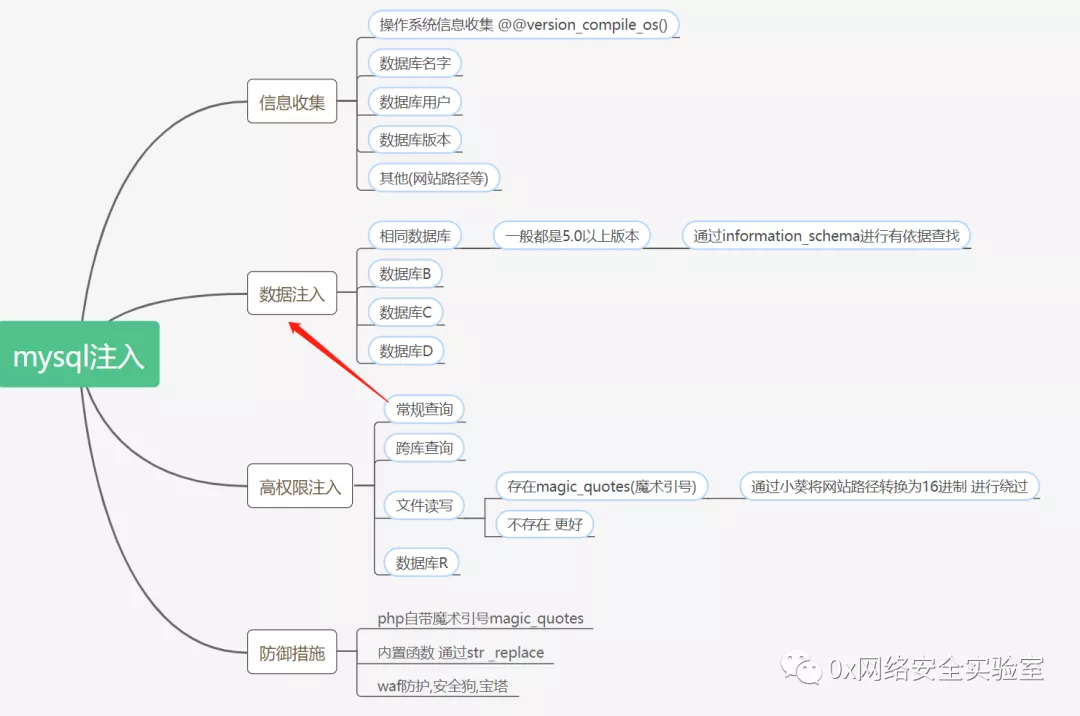 mysql注入
信息收集
操作系统信息收集 @@version_compile_os()
数据库名字
数据库用户
数据库版本
其他(网站路径等)
数据注入
相同数据库
一般都是5.0以上版本
通过information_schema进行有依据查找
数据库B
数据库C
数据库D
高权限注入
常规查询
跨库查询
文件读写
存在magic_quotes(魔术引号)
通过小葵将网站路径转换为16进制 进行绕过
不存在 更好
数据库R
防御措施
php自带魔术引号magic_quotes
内置函数 通过str _replace
waf防护,安全狗,宝塔
0x网络安全实验室